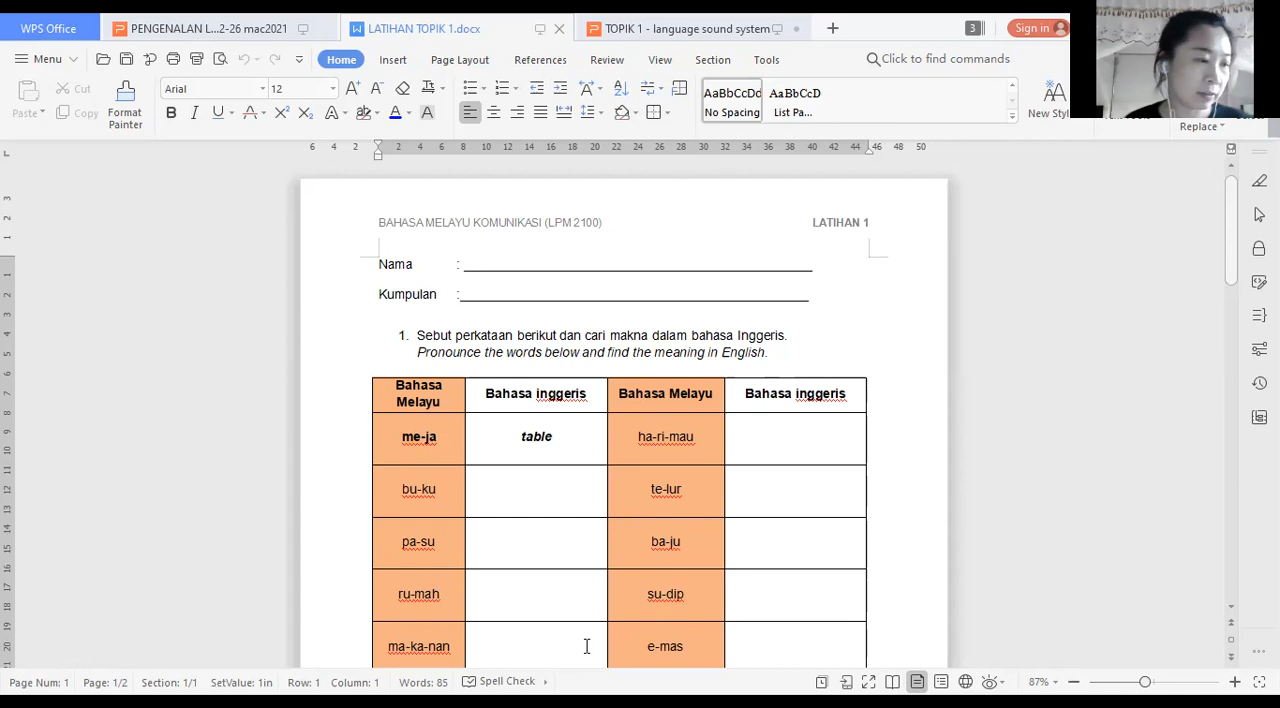 WPS Office
PENGENALAN L...2-26 mac2021
LATIHAN TOPIK 1.docx
TOPIK 1 - language sound system
3
Sign in
Menu
Home
Insert
Page Layout
References
Review
View
Section
Tools
Click to find commands
Paste
Cut
Copy
Format
Painter
Arial
12
AaBbCcDd
No Spacing
AaBbCcD
List Pa...
New Styl
Replace
6 4 2 2 4 6 8 10 12 14 16 18 20 22 24 26 28 30 32 34 36 38 40 42 44 46 48 50
BAHASA MELAYU KOMUNIKASI (LPM 2100) LATIHAN 1
Nama :
Kumpulan :
1. Sebut perkataan berikut dan cari makna dalam bahasa Inggeris.
Pronounce the words below and find the meaning in English.
Bahasa Melayu Bahasa inggeris Bahasa Melayu Bahasa inggeris
me-ja table ha-ri-mau
bu-ku te-lur
pa-su ba-ju
ru-mah su-dip
ma-ka-nan e-mas
Page Num: 1 Page: 1/2 Section: 1/1 SetValue: 1in Row: 1 Column: 1 Words: 85 Spell Check 87%